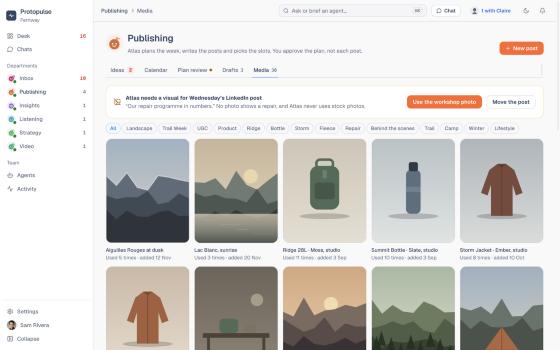 Protopulse
Fernway
Desk 16
Chats
Departments
Inbox 18
Publishing 4
Insights 1
Listening 1
Strategy 1
Video 1
Team
Agents
Activity
Settings
Sam Rivera
Collapse
Publishing > Media
Ask or brief an agent...
Chat
1 with Claire
Publishing
Atlas plans the week, writes the posts and picks the slots. You approve the plan, not each post.
+ New post
Ideas 2
Calendar
Plan review
Drafts 3
Media 36
Atlas needs a visual for Wednesday's LinkedIn post
"Our repair programme in numbers." No photo shows a repair, and Atlas never uses stock photos.
Use the workshop photo
Move the post
All
Landscape
Trail Week
UGC
Product
Ridge
Bottle
Storm
Fleece
Repair
Behind the scenes
Trail
Camp
Winter
Lifestyle
Aiguilles Rouges at dusk
Used 5 times · added 12 Nov
Lac Blanc, sunrise
Used 3 times · added 20 Nov
Ridge 28L · Moss, studio
Used 11 times · added 3 Sep
Summit Bottle · Slate, studio
Used 10 times · added 3 Sep
Storm Jacket · Ember, studio
Used 8 times · added 10 Oct